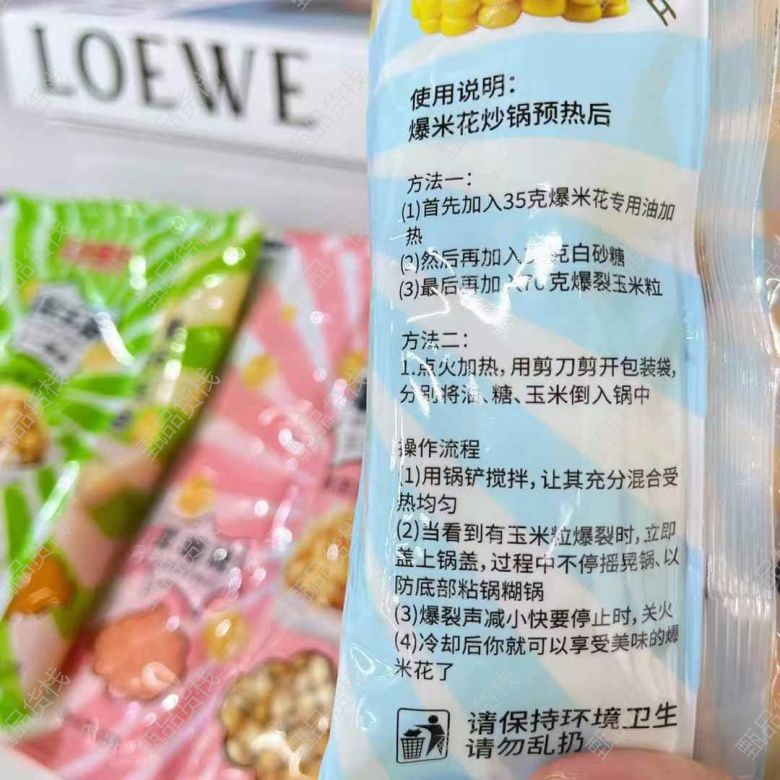 LOEWE
使用说明：
爆米花炒锅预热后
方法一：
(1)首先加入35克爆米花专用油加
热
(2)然后再加入 克白砂糖
(3)最后再加 70克爆裂玉米粒
方法二：
1.点火加热，用剪刀剪开包装袋，
分别将油、糖、玉米倒入锅中
操作流程
(1)用锅铲搅拌，让其充分混合受
热均匀
(2)当看到有玉米粒爆裂时，立即
盖上锅盖，过程中不停摇晃锅、以
防底部粘锅糊锅
(3)爆裂声减小快要停止时，关火
(4)冷却后你就可以享受美味的爆
米花了
请保持环境卫生
请勿乱扔
甄品货栈